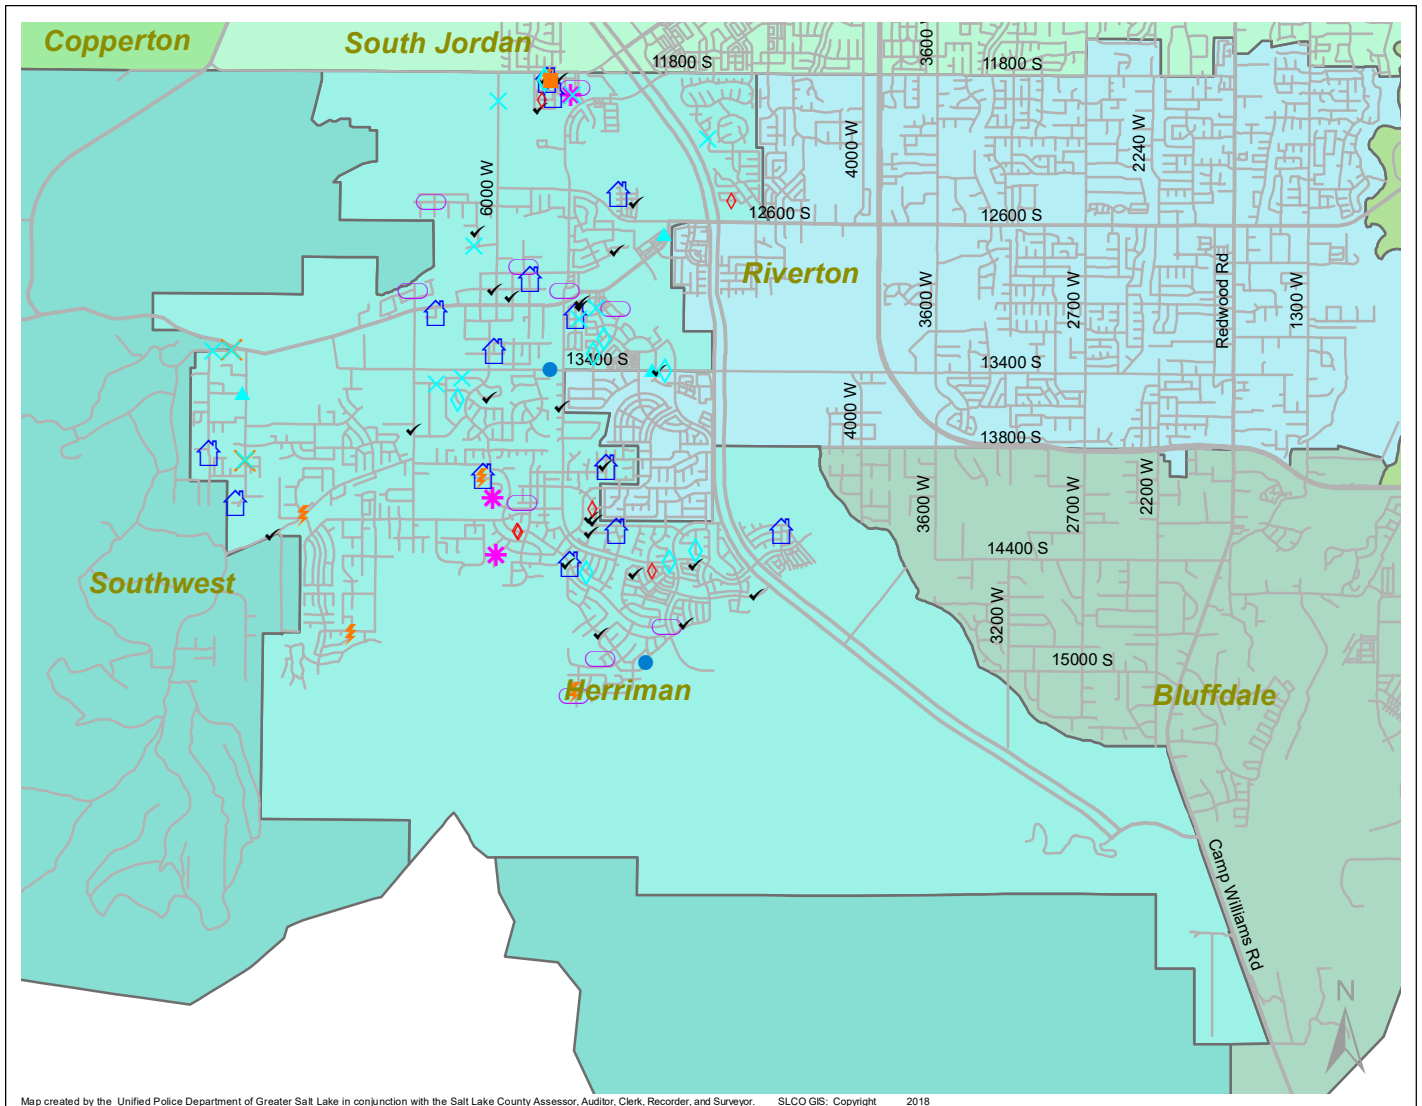 Copperton
South Jordan
11800 S
3600
11800 S
4000 W
2240 W
6000 W
12600 S
12600 S
Riverton
3600 W
2700 W
Redwood Rd
1300 W
13400 S
13400 S
4000 W
13800 S
3600 W
2700 W
2200 W
14400 S
Southwest
3200 W
15000 S
Herriman
Bluffdale
Camp Williams Rd
N
Map created by the Unified Police Department of Greater Salt Lake in conjunction with the Salt Lake County Assessor, Auditor, Clerk, Recorder, and Surveyor. SLCO GIS: Copyright 2018